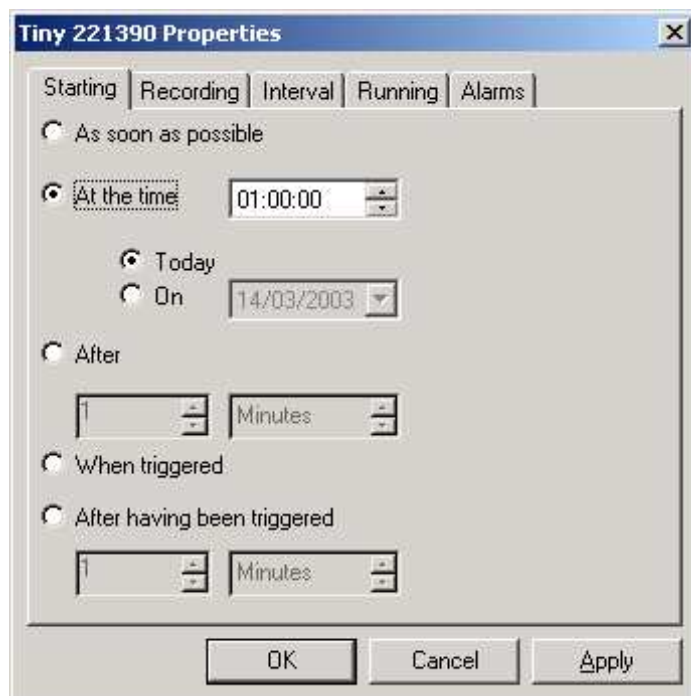 Tiny 221390 Properties
Starting Recording Interval Running Alarms
As soon as possible
At the time 01:00:00
Today
On 14/03/2003
After
1 Minutes
When triggered
After having been triggered
1 Minutes
OK Cancel Apply